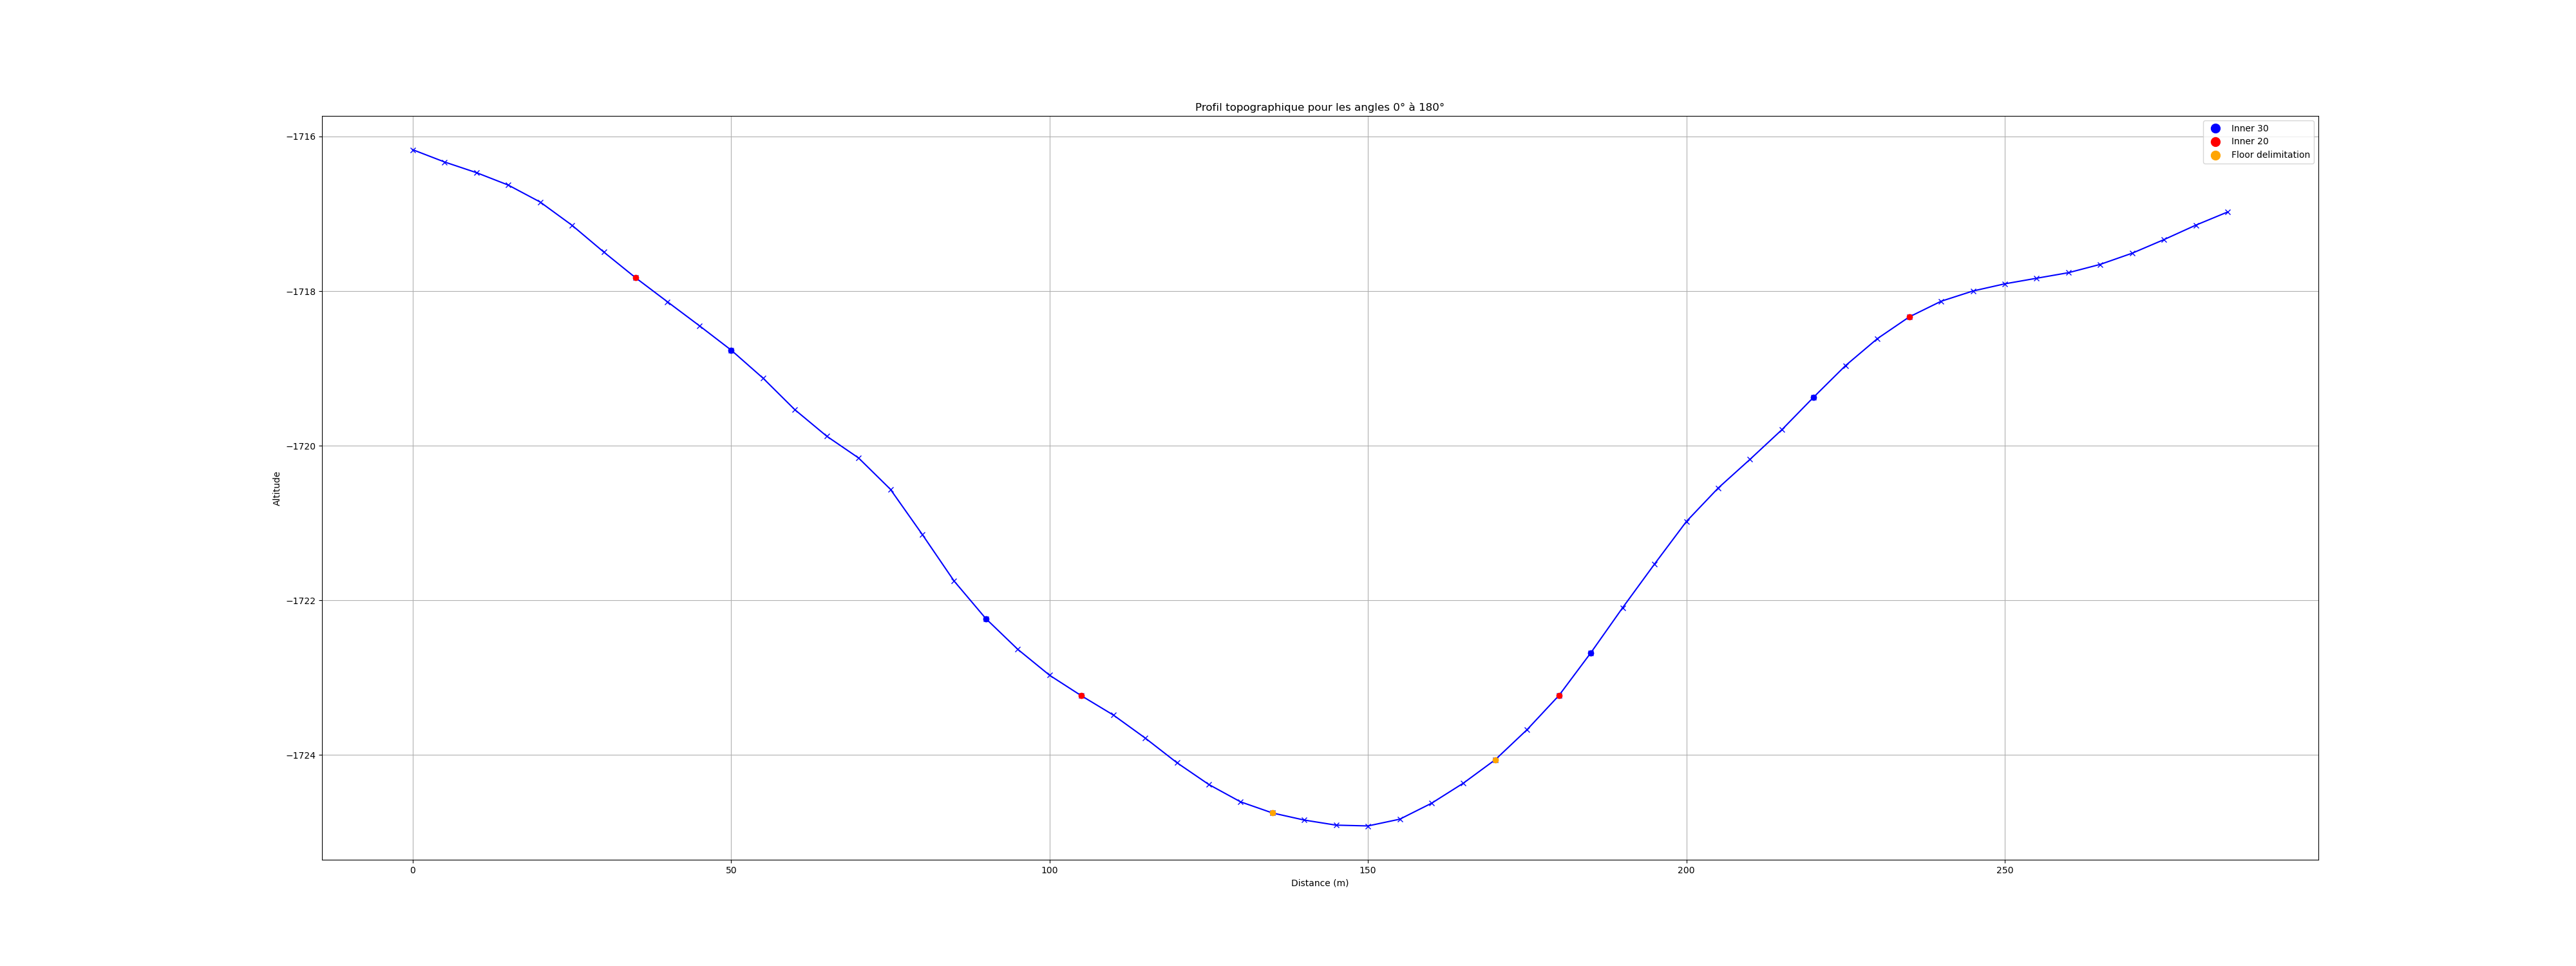 Profil topographique pour les angles 0° à 180°
Inner 30
Inner 20
Floor delimitation
−1716
−1718
−1720
−1722
−1724
Altitude
0 50 100 150 200 250
Distance (m)